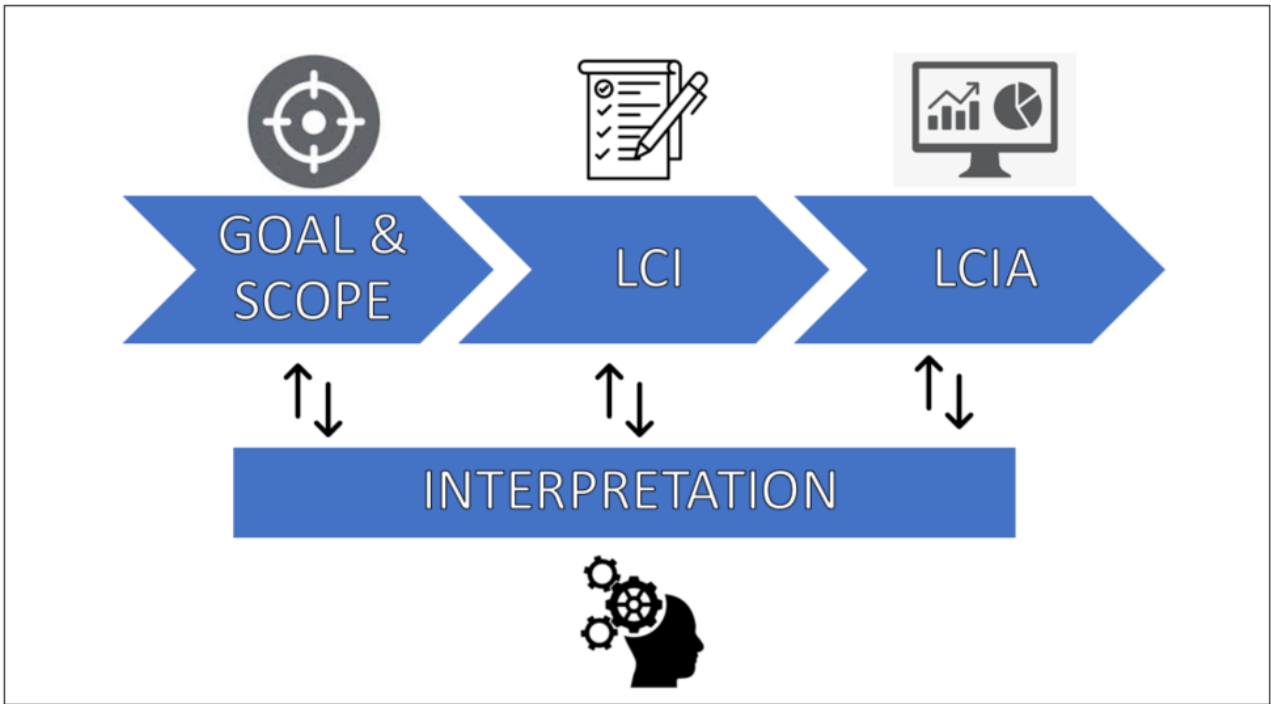 GOAL &
SCOPE
LCI
LCIA
INTERPRETATION